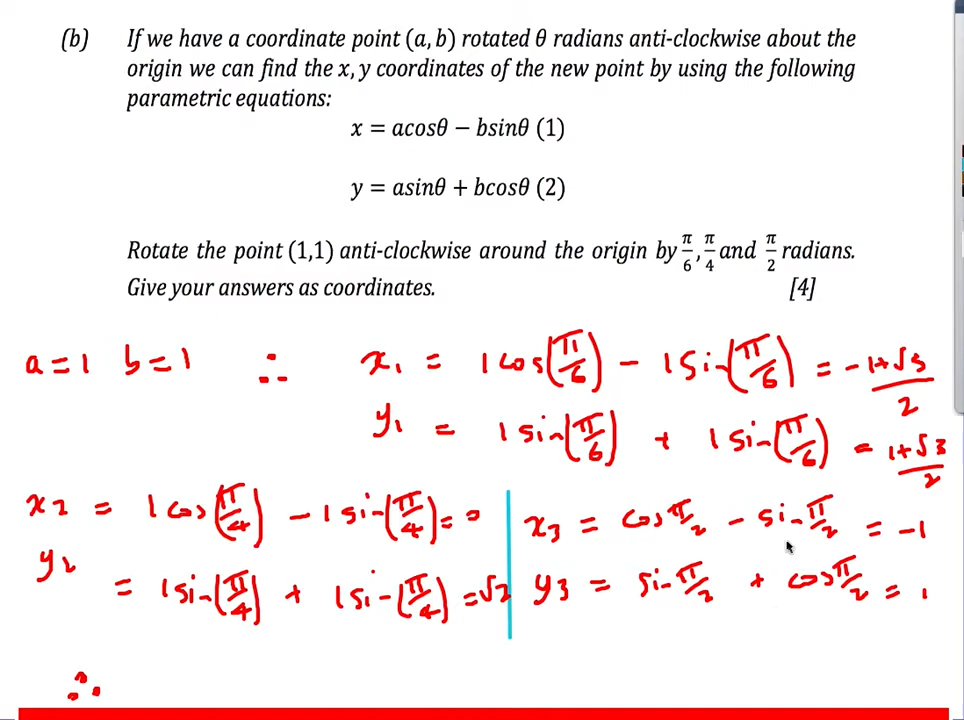 (b) If we have a coordinate point (a, b) rotated θ radians anti-clockwise about the
origin we can find the x, y coordinates of the new point by using the following
parametric equations:
x = acosθ − bsinθ (1)
y = asinθ + bcosθ (2)
Rotate the point (1,1) anti-clockwise around the origin by π/6, π/4 and π/2 radians.
Give your answers as coordinates. [4]
a = 1 b = 1 ∴ x₁ = 1cos(π/6) − 1sin(π/6) = -1+√3/2
y₁ = 1sin(π/6) + 1sin(π/6) = 1+√3/2
x₂ = 1cos(π/4) − 1sin(π/4) = 0
y₂ = 1sin(π/4) + 1sin(π/4) = √2
x₃ = cosπ/2 − sinπ/2 = -1
y₃ = sinπ/2 + cosπ/2 = 1
∴